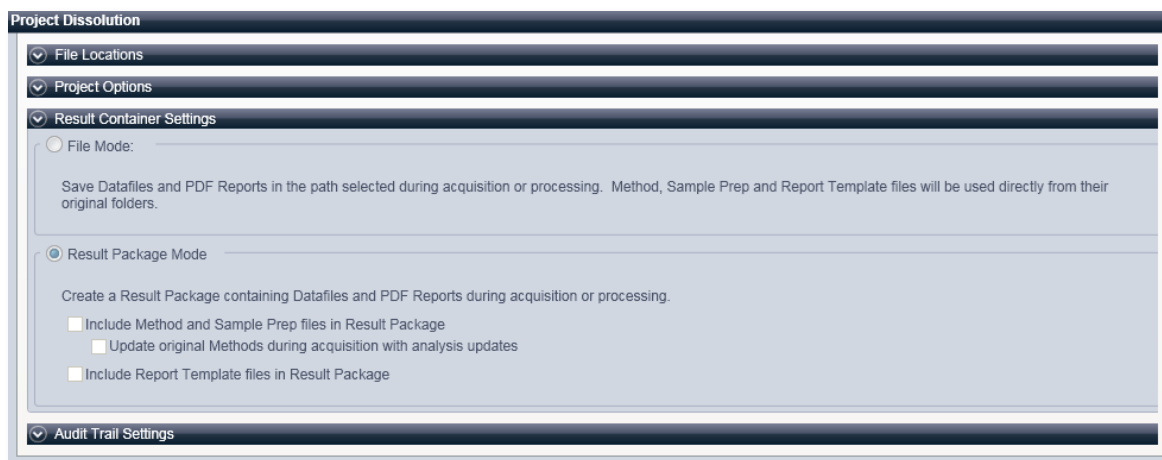 Project Dissolution
File Locations
Project Options
Result Container Settings
File Mode:
Save Datafiles and PDF Reports in the path selected during acquisition or processing.  Method, Sample Prep and Report Template files will be used directly from their
original folders.
Result Package Mode
Create a Result Package containing Datafiles and PDF Reports during acquisition or processing.
Include Method and Sample Prep files in Result Package
Update original Methods during acquisition with analysis updates
Include Report Template files in Result Package
Audit Trail Settings